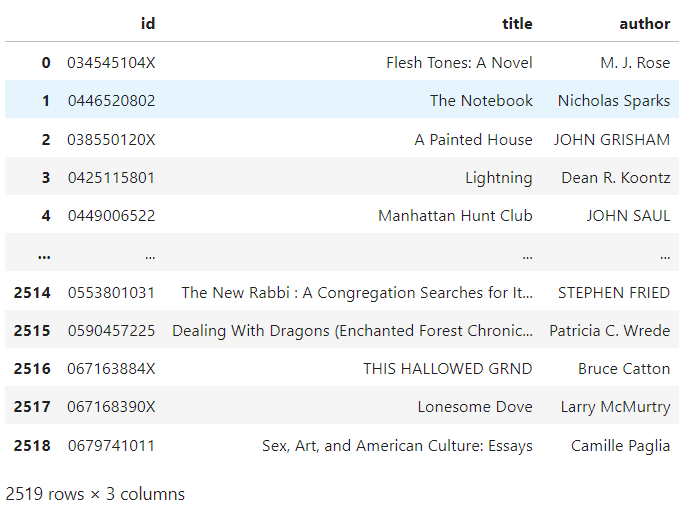 id title author
0 034545104X Flesh Tones: A Novel M. J. Rose
1 0446520802 The Notebook Nicholas Sparks
2 038550120X A Painted House JOHN GRISHAM
3 0425115801 Lightning Dean R. Koontz
4 0449006522 Manhattan Hunt Club JOHN SAUL
... ... ... ...
2514 0553801031 The New Rabbi : A Congregation Searches for It... STEPHEN FRIED
2515 0590457225 Dealing With Dragons (Enchanted Forest Chronic... Patricia C. Wrede
2516 067163884X THIS HALLOWED GRND Bruce Catton
2517 067168390X Lonesome Dove Larry McMurtry
2518 0679741011 Sex, Art, and American Culture: Essays Camille Paglia
2519 rows × 3 columns